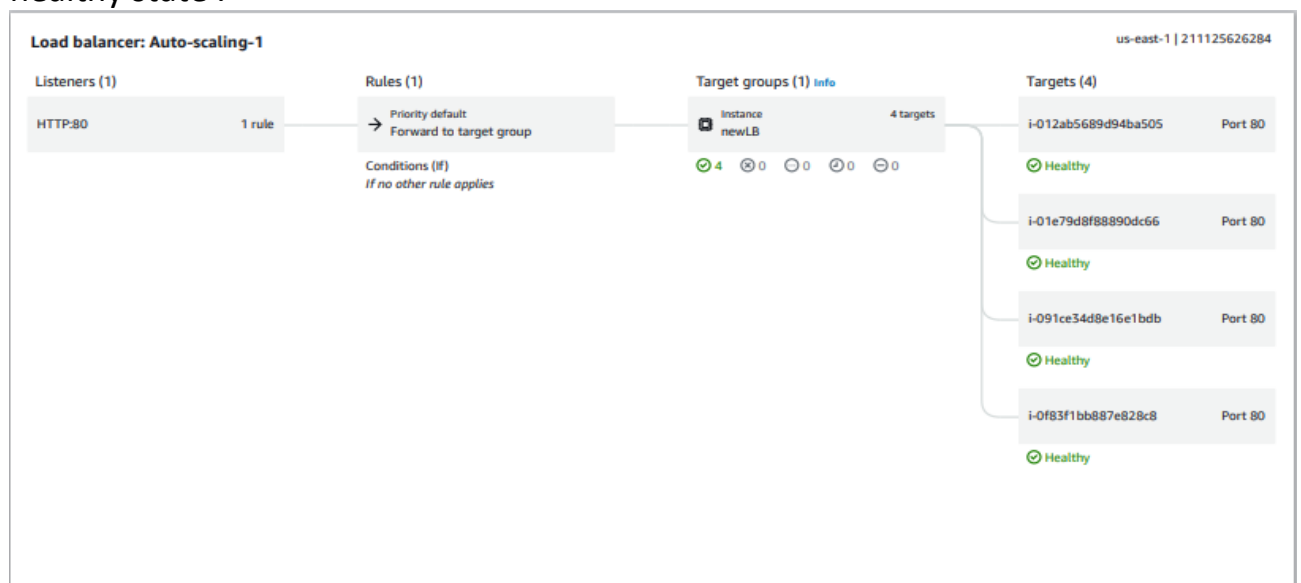 healthy state .
Load balancer: Auto-scaling-1
us-east-1 | 211125626284
Listeners (1)
Rules (1)
Target groups (1) Info
Targets (4)
HTTP:80 1 rule
Priority default
Forward to target group
Instance 4 targets
newLB
i-012ab5689d94ba505 Port 80
Conditions (If)
If no other rule applies
4 0 0 0 0
Healthy
i-01e79d8f88890dc66 Port 80
Healthy
i-091ce34d8e16e1bdb Port 80
Healthy
i-0f83f1bb887e828c8 Port 80
Healthy